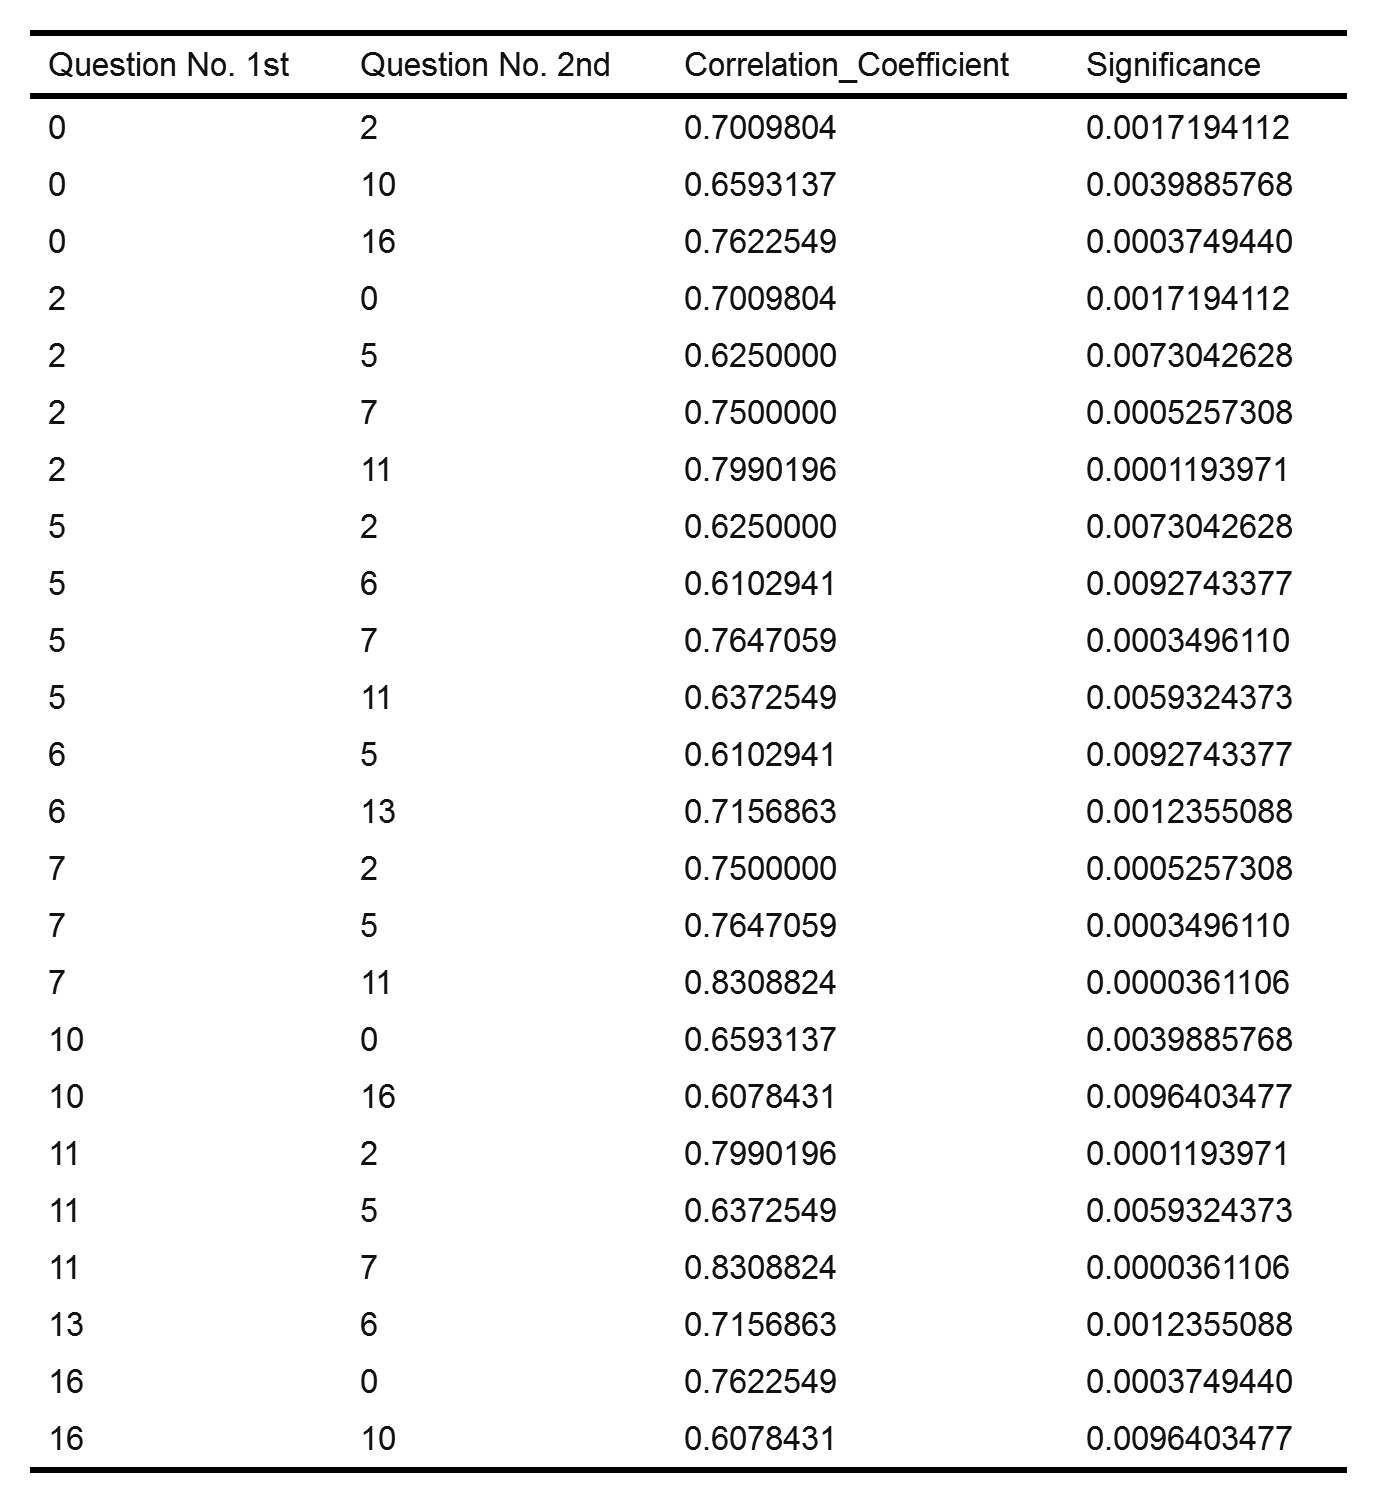 Question No. 1st Question No. 2nd Correlation_Coefficient Significance
0 2 0.7009804 0.0017194112
0 10 0.6593137 0.0039885768
0 16 0.7622549 0.0003749440
2 0 0.7009804 0.0017194112
2 5 0.6250000 0.0073042628
2 7 0.7500000 0.0005257308
2 11 0.7990196 0.0001193971
5 2 0.6250000 0.0073042628
5 6 0.6102941 0.0092743377
5 7 0.7647059 0.0003496110
5 11 0.6372549 0.0059324373
6 5 0.6102941 0.0092743377
6 13 0.7156863 0.0012355088
7 2 0.7500000 0.0005257308
7 5 0.7647059 0.0003496110
7 11 0.8308824 0.0000361106
10 0 0.6593137 0.0039885768
10 16 0.6078431 0.0096403477
11 2 0.7990196 0.0001193971
11 5 0.6372549 0.0059324373
11 7 0.8308824 0.0000361106
13 6 0.7156863 0.0012355088
16 0 0.7622549 0.0003749440
16 10 0.6078431 0.0096403477